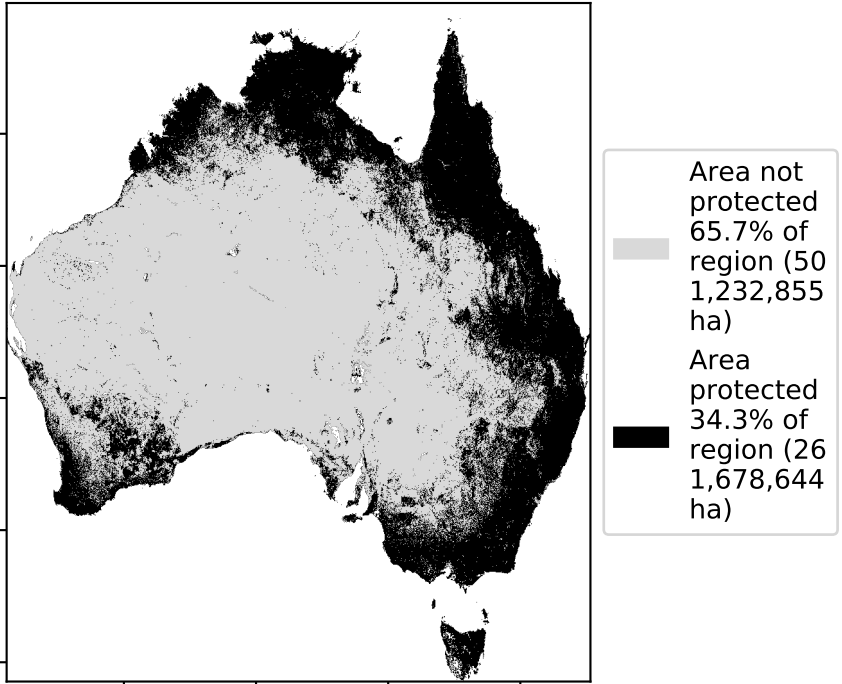 Area not
protected
65.7% of
region (50
1,232,855
ha)
Area
protected
34.3% of
region (26
1,678,644
ha)